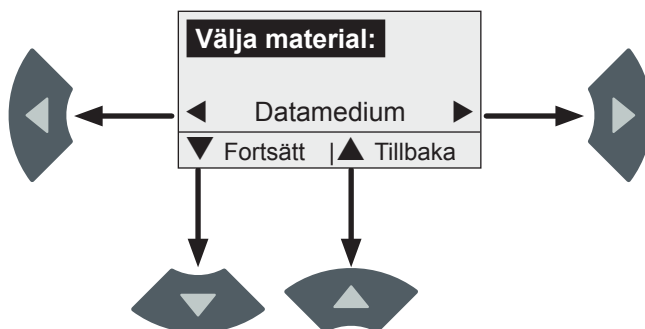 Välja material:
◀ Datamedium ▶
▼ Fortsätt |▲ Tillbaka